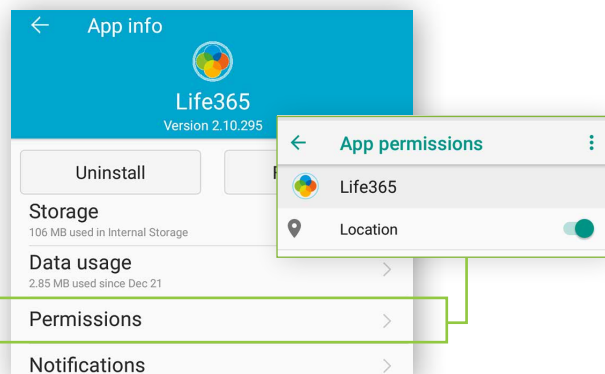 App info
Life365
Version 2.10.295
Uninstall
Storage
106 MB used in Internal Storage
Data usage
2.85 MB used since Dec 21
Permissions
Notifications
App permissions
Life365
Location